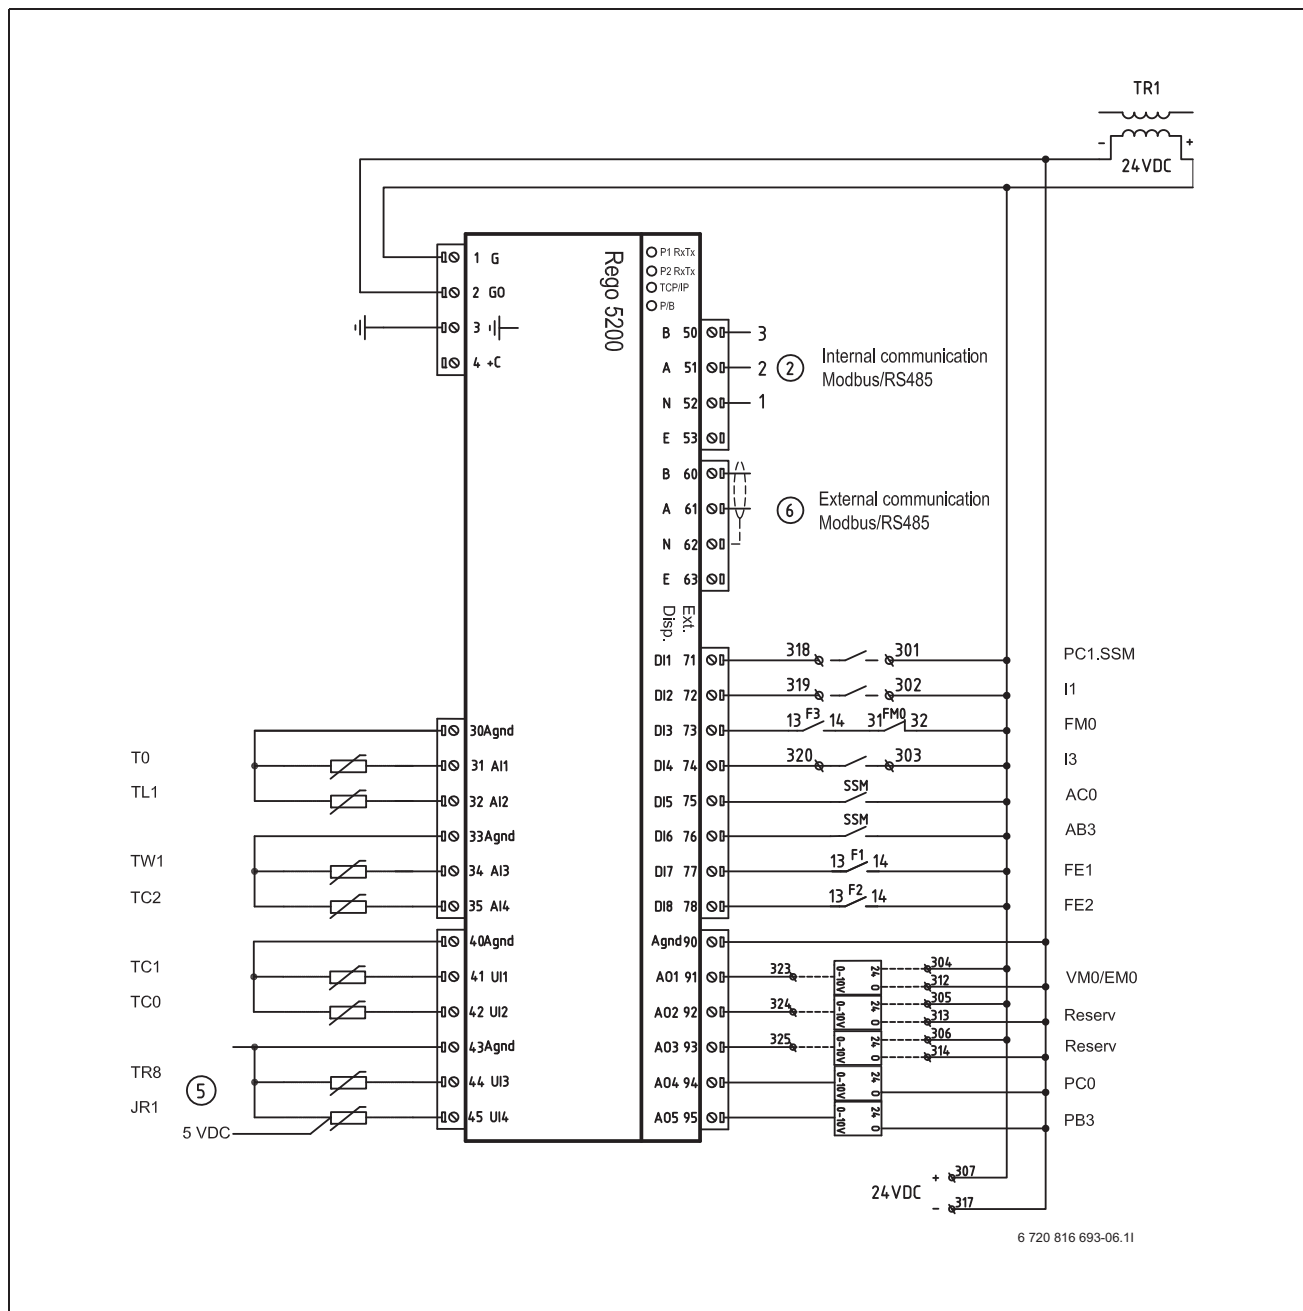 TR1
- +
24VDC
1 G
2 G0
3
4 +C
Rego 5200
P1 RxTx
P2 RxTx
TCP/IP
P/B
B 50 3
A 51 2
N 52 1
E 53
2 Internal communication
Modbus/RS485
B 60
A 61
N 62
E 63
6 External communication
Modbus/RS485
Disp. Ext.
DI1 71 318 301 PC1.SSM
DI2 72 319 302 I1
DI3 73 13 F3 14 31 FM0 32 FM0
DI4 74 320 303 I3
DI5 75 SSM AC0
DI6 76 SSM AB3
DI7 77 13 F1 14 FE1
DI8 78 13 F2 14 FE2
30 Agnd
T0 31 AI1
TL1 32 AI2
33 Agnd
TW1 34 AI3
TC2 35 AI4
40 Agnd
TC1 41 UI1
TC0 42 UI2
43 Agnd
TR8 44 UI3
5
JR1 45 UI4
5 VDC
Agnd 90
AO1 91 323 0-10V 24 0 304 312 VM0/EM0
AO2 92 324 0-10V 24 0 305 313 Reserv
AO3 93 325 0-10V 24 0 306 314 Reserv
AO4 94 0-10V 24 0 PC0
AO5 95 0-10V 24 0 PB3
+ 307
24VDC
- 317
6 720 816 693-06.1I